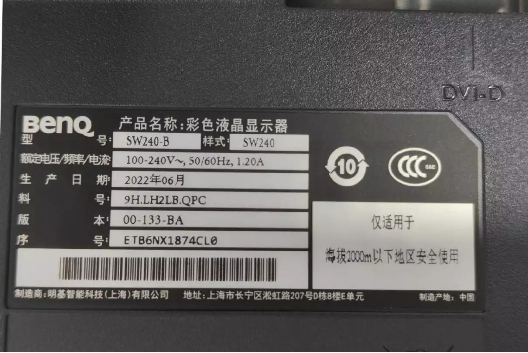 DVI-D
BenQ 产品名称：彩色液晶显示器
型号： SW240-B 样式： SW240
额定电压/频率/电流: 100-240V~, 50/60Hz, 1.20A
生产日期: 2022年06月
料号: 9H.LH2LB.QPC
版本: 00-133-BA
序号: ETB6NX1874CL0
10
CCC
仅适用于
海拔2000m以下地区安全使用
制造商: 明基智能科技(上海)有限公司 地址: 上海市长宁区淞虹路207号D栋8楼E单元 制造产地: 中国